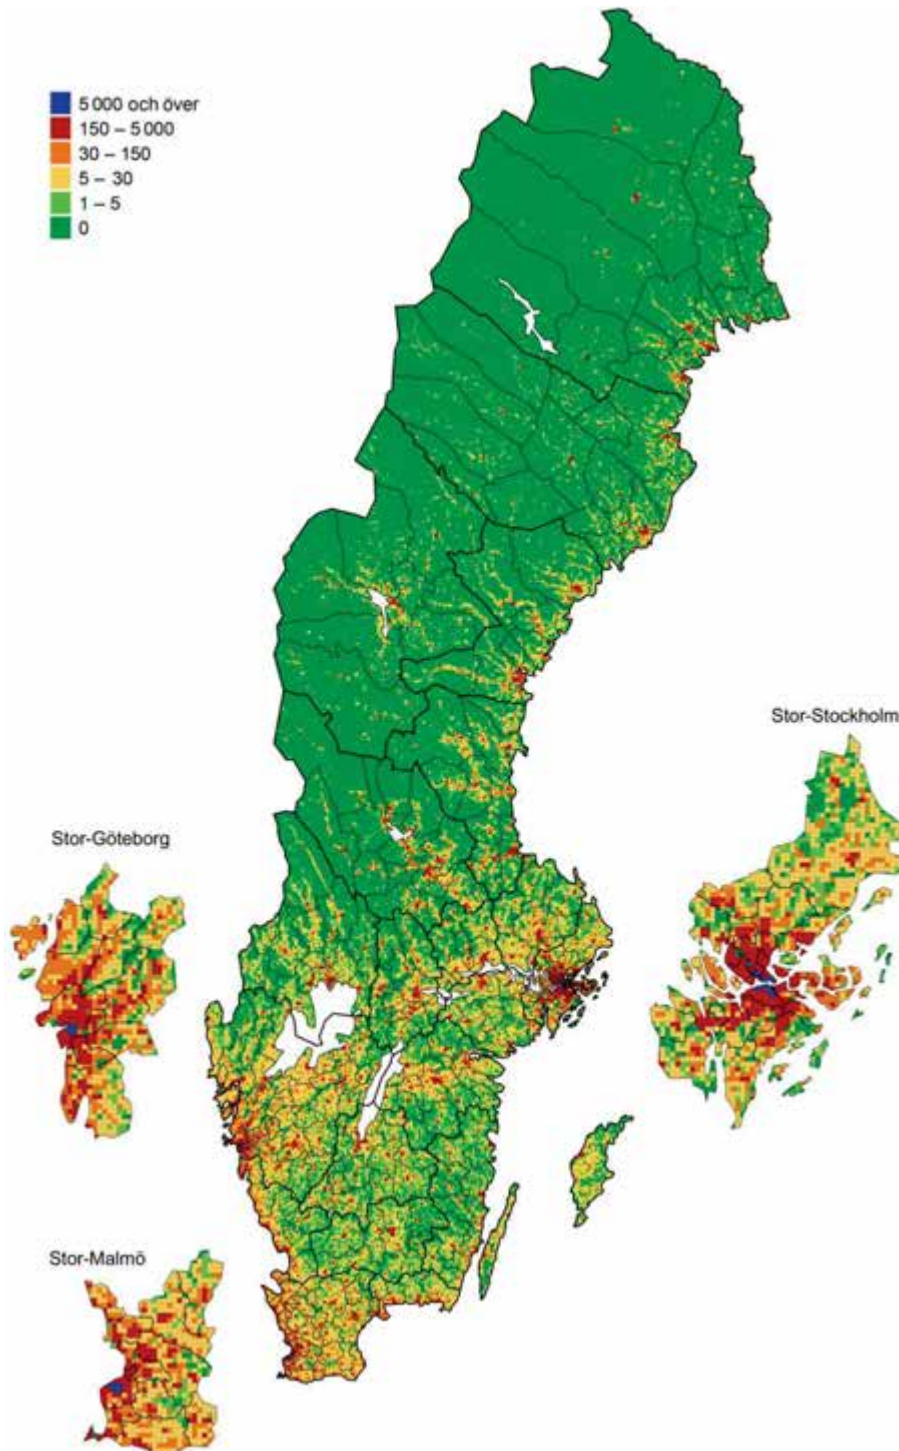 5 000 och över
150 – 5 000
30 – 150
5 – 30
1 – 5
0
Stor-Stockholm
Stor-Göteborg
Stor-Malmö